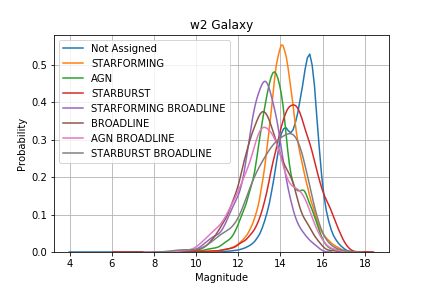 w2 Galaxy
Not Assigned
STARFORMING
AGN
STARBURST
STARFORMING BROADLINE
BROADLINE
AGN BROADLINE
STARBURST BROADLINE
Probability
0.5
0.4
0.3
0.2
0.1
0.0
4 6 8 10 12 14 16 18
Magnitude